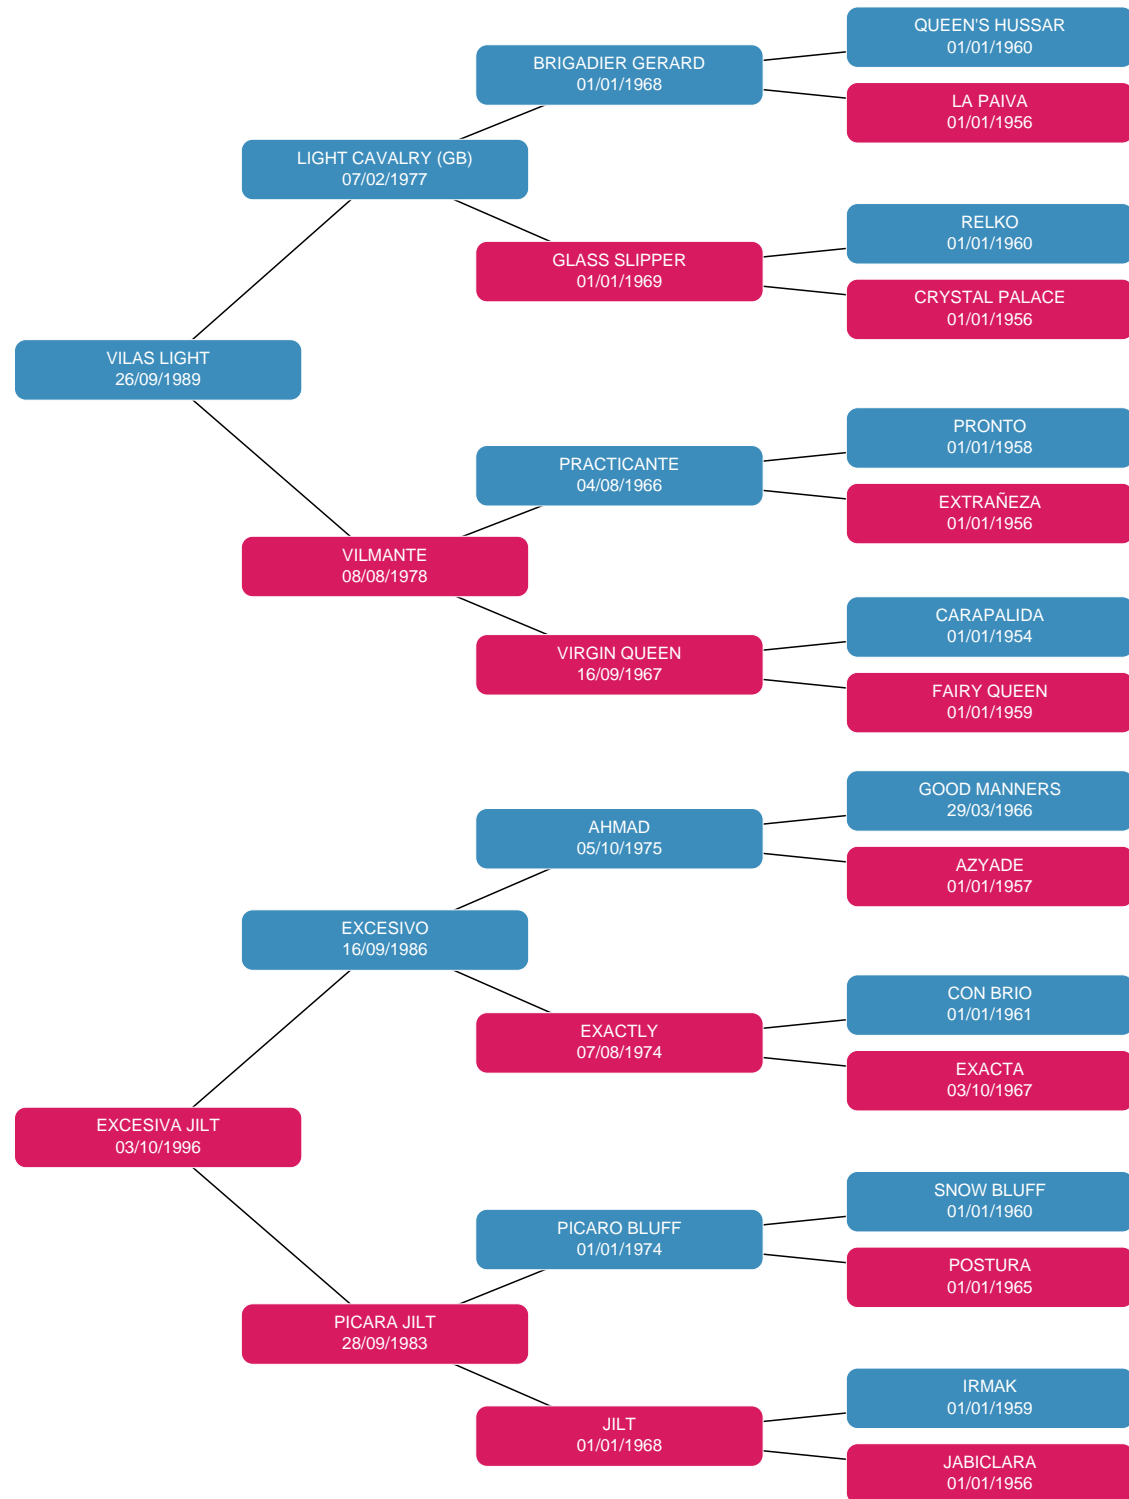 QUEEN'S HUSSAR
01/01/1960
BRIGADIER GERARD
01/01/1968
LA PAIVA
01/01/1956
LIGHT CAVALRY (GB)
07/02/1977
RELKO
01/01/1960
GLASS SLIPPER
01/01/1969
CRYSTAL PALACE
01/01/1956
VILAS LIGHT
26/09/1989
PRONTO
01/01/1958
PRACTICANTE
04/08/1966
EXTRAÑEZA
01/01/1956
VILMANTE
08/08/1978
CARAPALIDA
01/01/1954
VIRGIN QUEEN
16/09/1967
FAIRY QUEEN
01/01/1959
GOOD MANNERS
29/03/1966
AHMAD
05/10/1975
AZYADE
01/01/1957
EXCESIVO
16/09/1986
CON BRIO
01/01/1961
EXACTLY
07/08/1974
EXACTA
03/10/1967
EXCESIVA JILT
03/10/1996
SNOW BLUFF
01/01/1960
PICARO BLUFF
01/01/1974
POSTURA
01/01/1965
PICARA JILT
28/09/1983
IRMAK
01/01/1959
JILT
01/01/1968
JABICLARA
01/01/1956